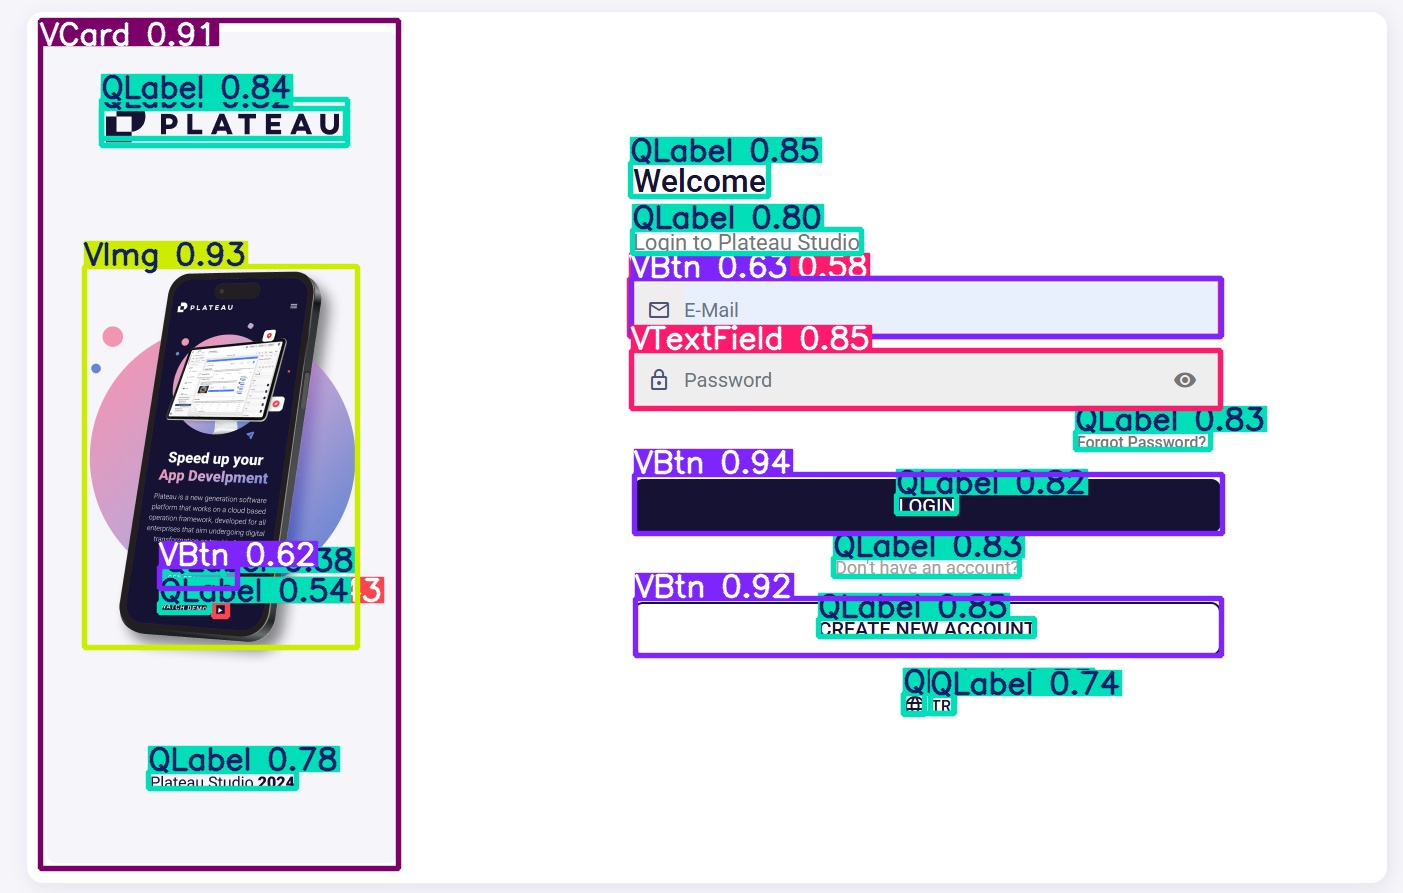 VCard 0.91
QLabel 0.84
PLATEAU
VImg 0.93
PLATEAU
Speed up your
App Develpment
Plateau is a new generation software
platform that works on a cloud based
operation framework, developed for all
enterprises that aim undergoing digital
VBtn 0.62
38
QLabel 0.54
3
WATCH DEMO
QLabel 0.78
Plateau Studio 2024
QLabel 0.85
Welcome
QLabel 0.80
Login to Plateau Studio
VBtn 0.63 0.58
E-Mail
VTextField 0.85
Password
QLabel 0.83
Forgot Password?
VBtn 0.94
QLabel 0.82
LOGIN
QLabel 0.83
Don't have an account?
VBtn 0.92
QLabel 0.85
CREATE NEW ACCOUNT
QLabel 0.74
TR